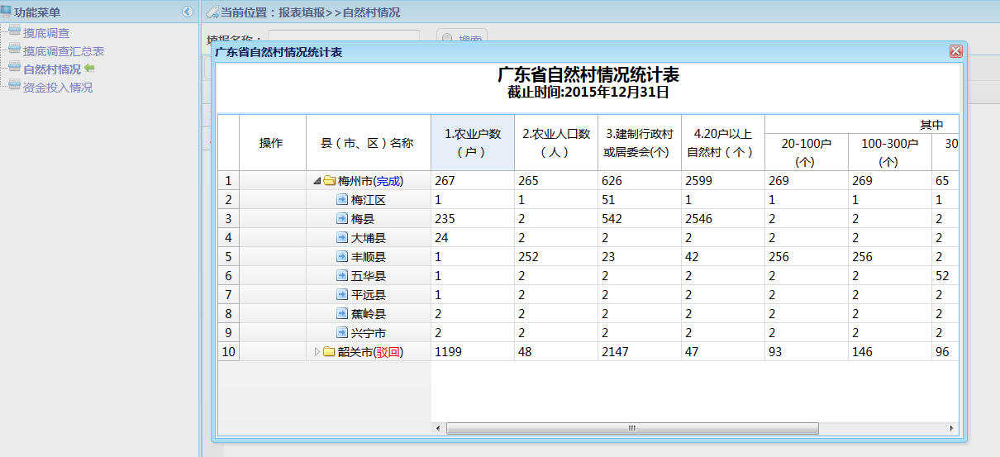 功能菜单
摸底调查
摸底调查汇总表
自然村情况
资金投入情况
当前位置：报表填报>>自然村情况
填报名称：
搜索
广东省自然村情况统计表
广东省自然村情况统计表
截止时间:2015年12月31日
操作 县（市、区）名称 1.农业户数（户） 2.农业人口数（人） 3.建制行政村或居委会(个) 4.20户以上自然村（个） 其中
20-100户(个) 100-300户(个) 30
1 梅州市(完成) 267 265 626 2599 269 269 65
2 梅江区 1 1 51 1 1 1 1
3 梅县 235 2 542 2546 2 2 2
4 大埔县 24 2 2 2 2 2 2
5 丰顺县 1 252 23 42 256 256 2
6 五华县 1 2 2 2 2 2 52
7 平远县 1 2 2 2 2 2 2
8 蕉岭县 2 2 2 2 2 2 2
9 兴宁市 2 2 2 2 2 2 2
10 韶关市(驳回) 1199 48 2147 47 93 146 96